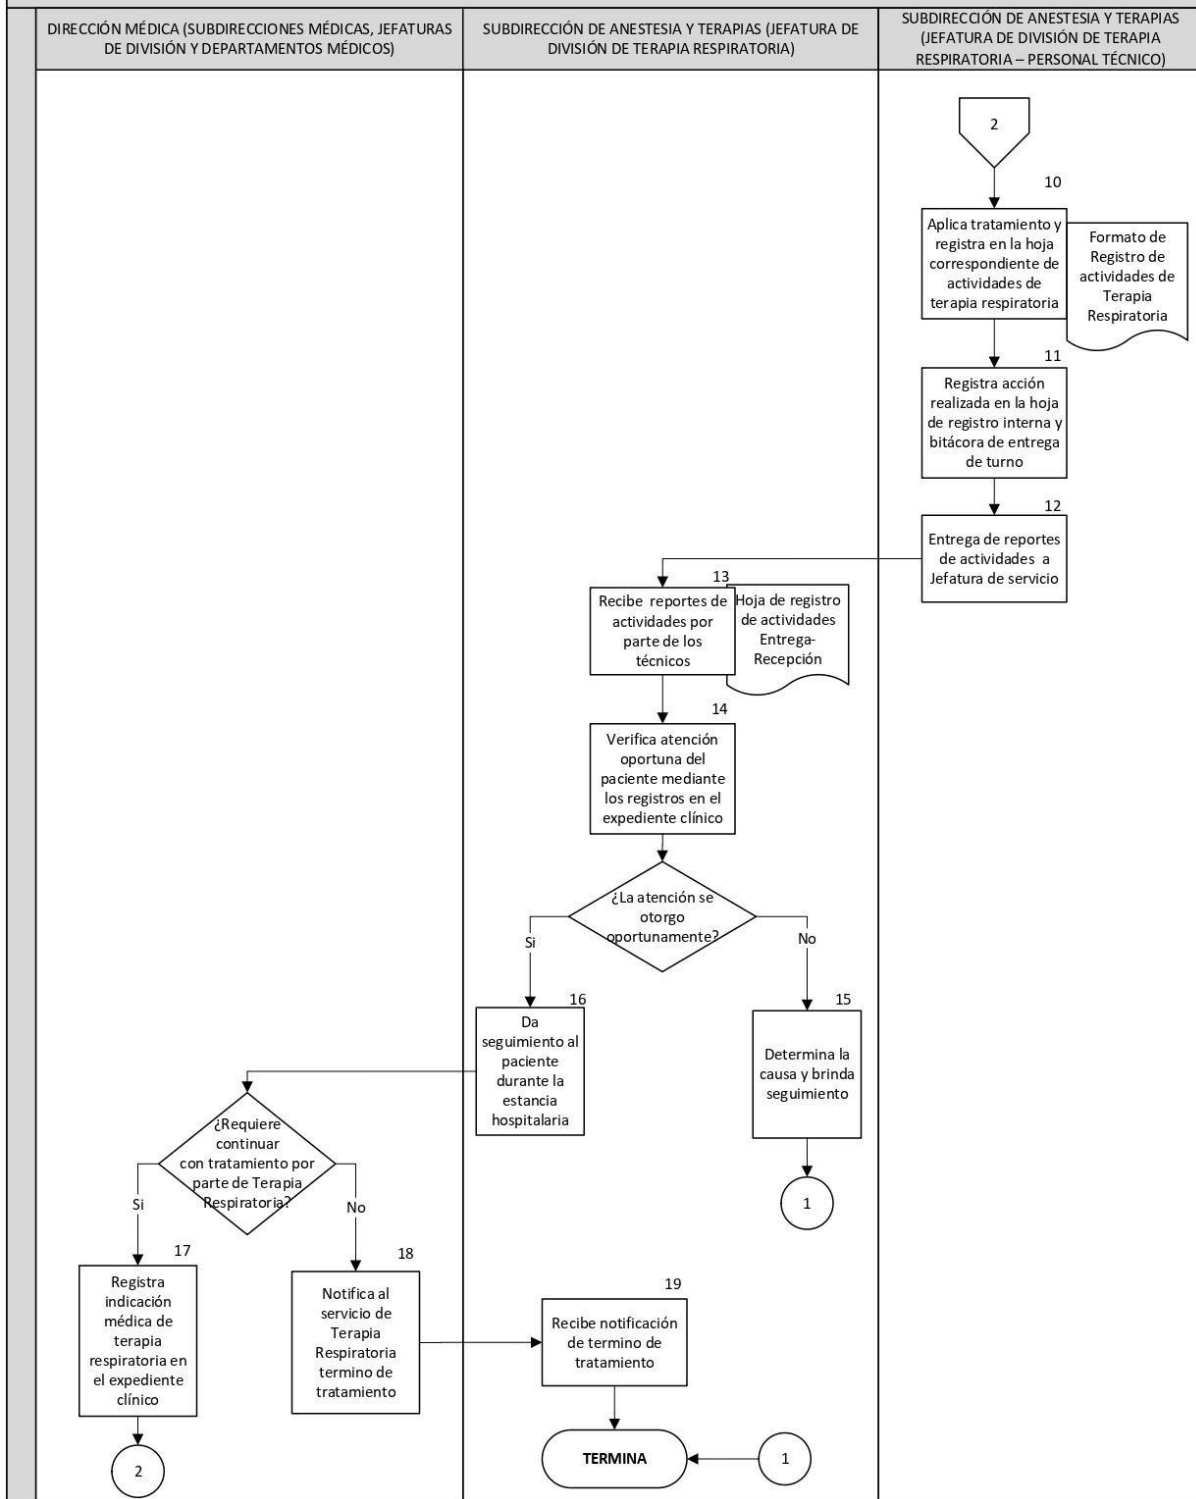 DIRECCIÓN MÉDICA (SUBDIRECCIONES MÉDICAS, JEFATURAS
DE DIVISIÓN Y DEPARTAMENTOS MÉDICOS)
SUBDIRECCIÓN DE ANESTESIA Y TERAPIAS (JEFATURA DE
DIVISIÓN DE TERAPIA RESPIRATORIA)
SUBDIRECCIÓN DE ANESTESIA Y TERAPIAS
(JEFATURA DE DIVISIÓN DE TERAPIA
RESPIRATORIA – PERSONAL TÉCNICO)
2
10
Aplica tratamiento y
registra en la hoja
correspondiente de
actividades de
terapia respiratoria
Formato de
Registro de
actividades de
Terapia
Respiratoria
11
Registra acción
realizada en la hoja
de registro interna y
bitácora de entrega
de turno
12
Entrega de reportes
de actividades a
Jefatura de servicio
13
Recibe reportes de
actividades por
parte de los
técnicos
Hoja de registro
de actividades
Entrega-
Recepción
14
Verifica atención
oportuna del
paciente mediante
los registros en el
expediente clínico
¿La atención se
otorgo
oportunamente?
Si
No
16
Da
seguimiento al
paciente
durante la
estancia
hospitalaria
15
Determina la
causa y brinda
seguimiento
1
¿Requiere
continuar
con tratamiento por
parte de Terapia
Respiratoria?
Si
No
17
Registra
indicación
médica de
terapia
respiratoria en
el expediente
clínico
2
18
Notifica al
servicio de
Terapia
Respiratoria
termino de
tratamiento
19
Recibe notificación
de termino de
tratamiento
TERMINA
1